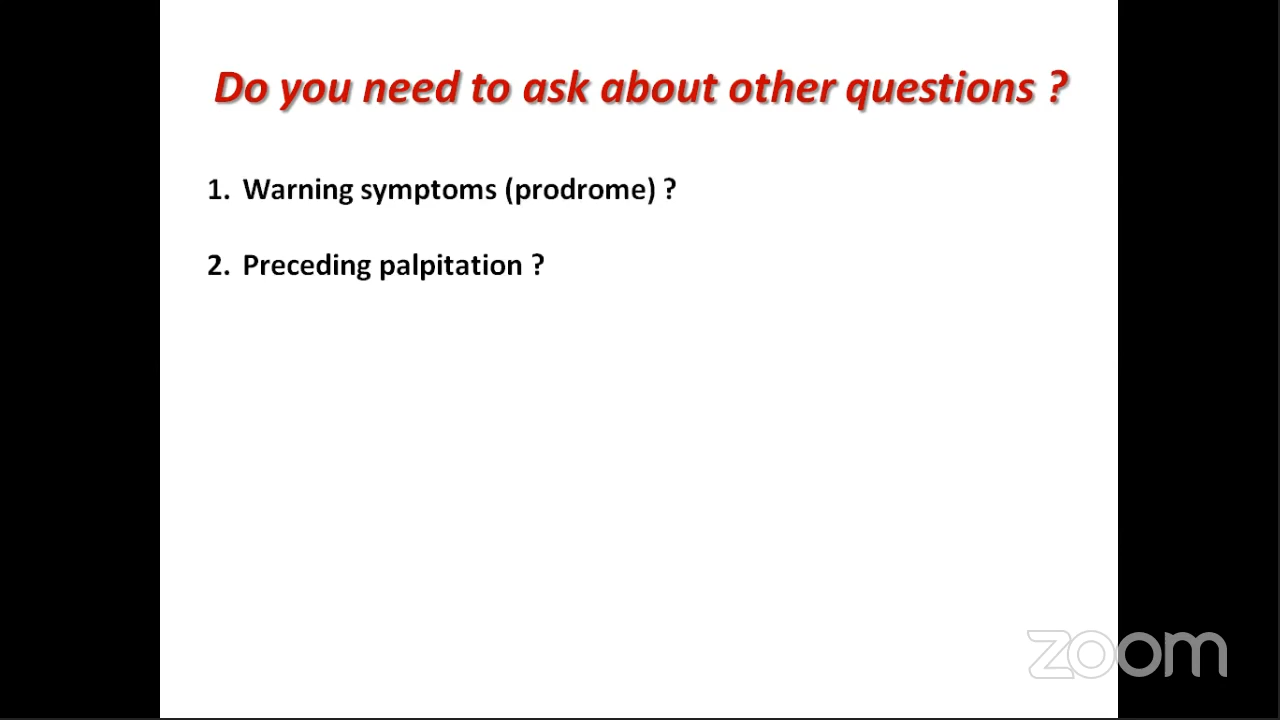 Do you need to ask about other questions ?
1. Warning symptoms (prodrome) ?
2. Preceding palpitation ?
zoom